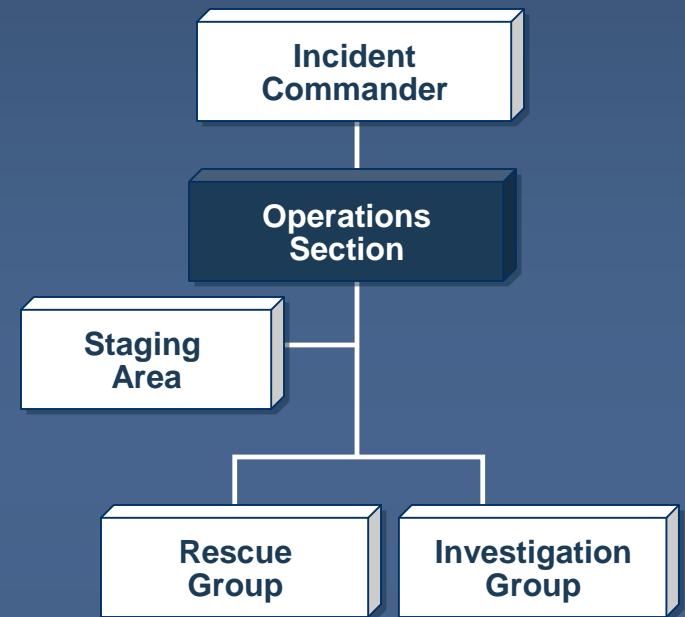 Incident
Commander
Operations
Section
Staging
Area
Rescue
Group
Investigation
Group